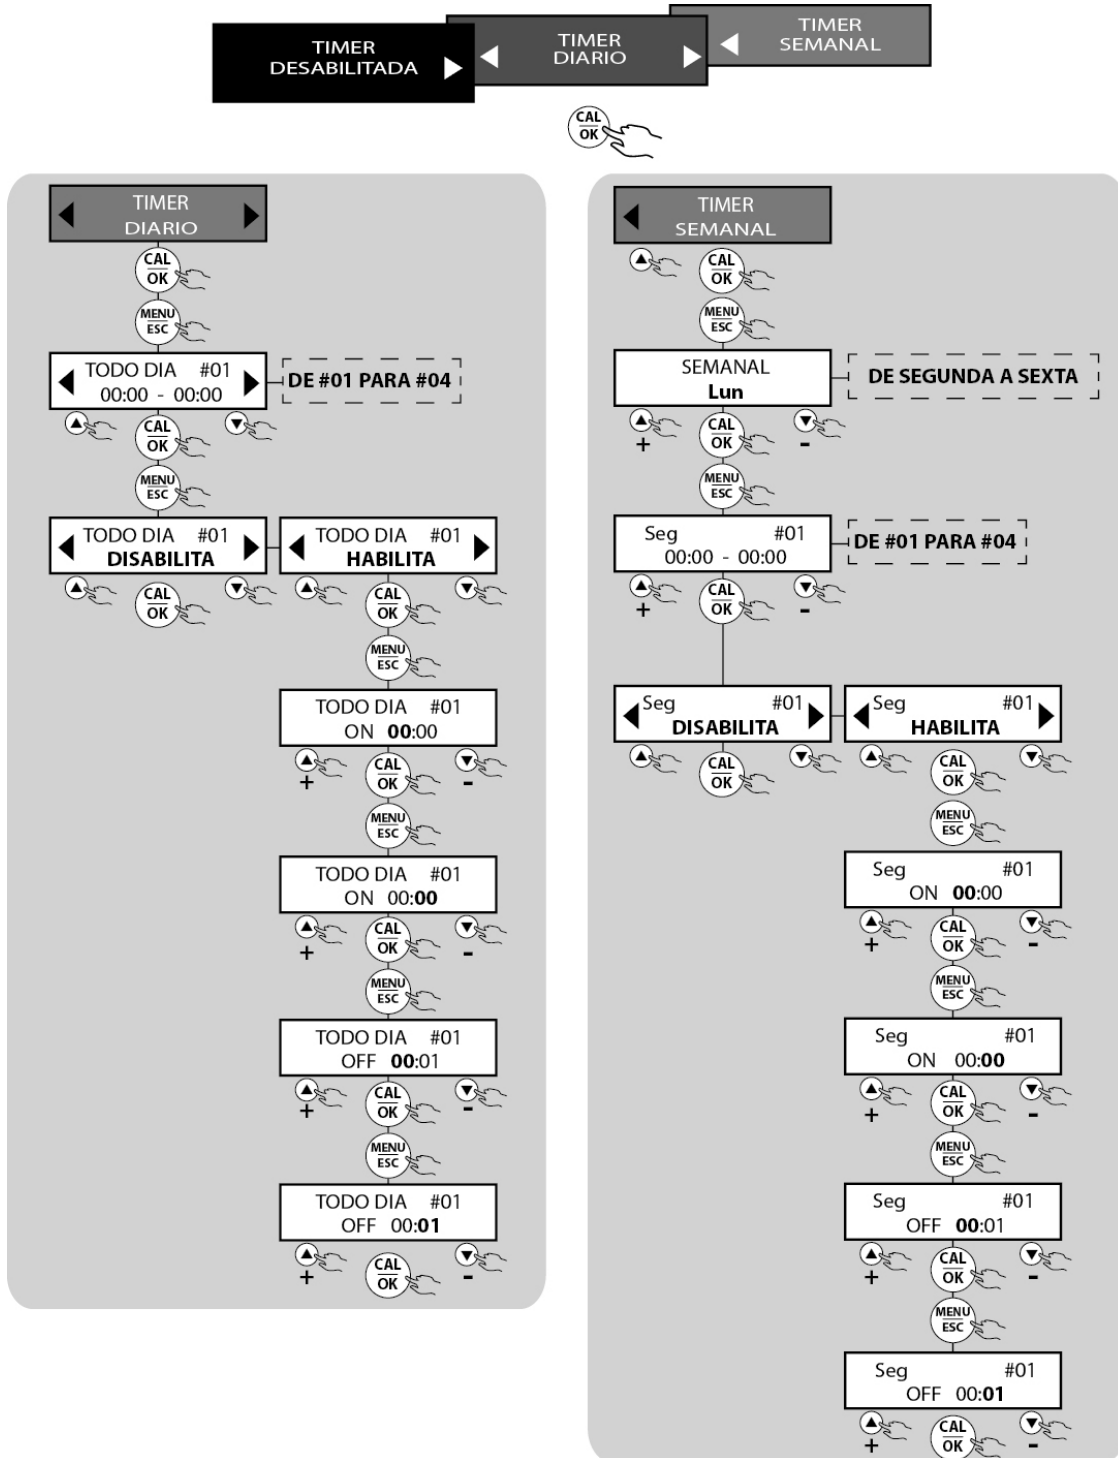 TIMER
DESABILITADA
TIMER
DIARIO
TIMER
SEMANAL
CAL
OK
TIMER
DIARIO
CAL
OK
MENU
ESC
TODO DIA #01
00:00 - 00:00
DE #01 PARA #04
CAL
OK
MENU
ESC
TODO DIA #01
DISABILITA
TODO DIA #01
HABILITA
CAL
OK
CAL
OK
MENU
ESC
TODO DIA #01
ON 00:00
+
CAL
OK
-
MENU
ESC
TODO DIA #01
ON 00:00
+
CAL
OK
-
MENU
ESC
TODO DIA #01
OFF 00:01
+
CAL
OK
-
MENU
ESC
TODO DIA #01
OFF 00:01
+
CAL
OK
-
TIMER
SEMANAL
CAL
OK
MENU
ESC
SEMANAL
Lun
DE SEGUNDA A SEXTA
+
CAL
OK
-
MENU
ESC
Seg #01
00:00 - 00:00
DE #01 PARA #04
+
CAL
OK
-
Seg #01
DISABILITA
Seg #01
HABILITA
CAL
OK
CAL
OK
MENU
ESC
Seg #01
ON 00:00
+
CAL
OK
-
MENU
ESC
Seg #01
ON 00:00
+
CAL
OK
-
MENU
ESC
Seg #01
OFF 00:01
+
CAL
OK
-
MENU
ESC
Seg #01
OFF 00:01
+
CAL
OK
-